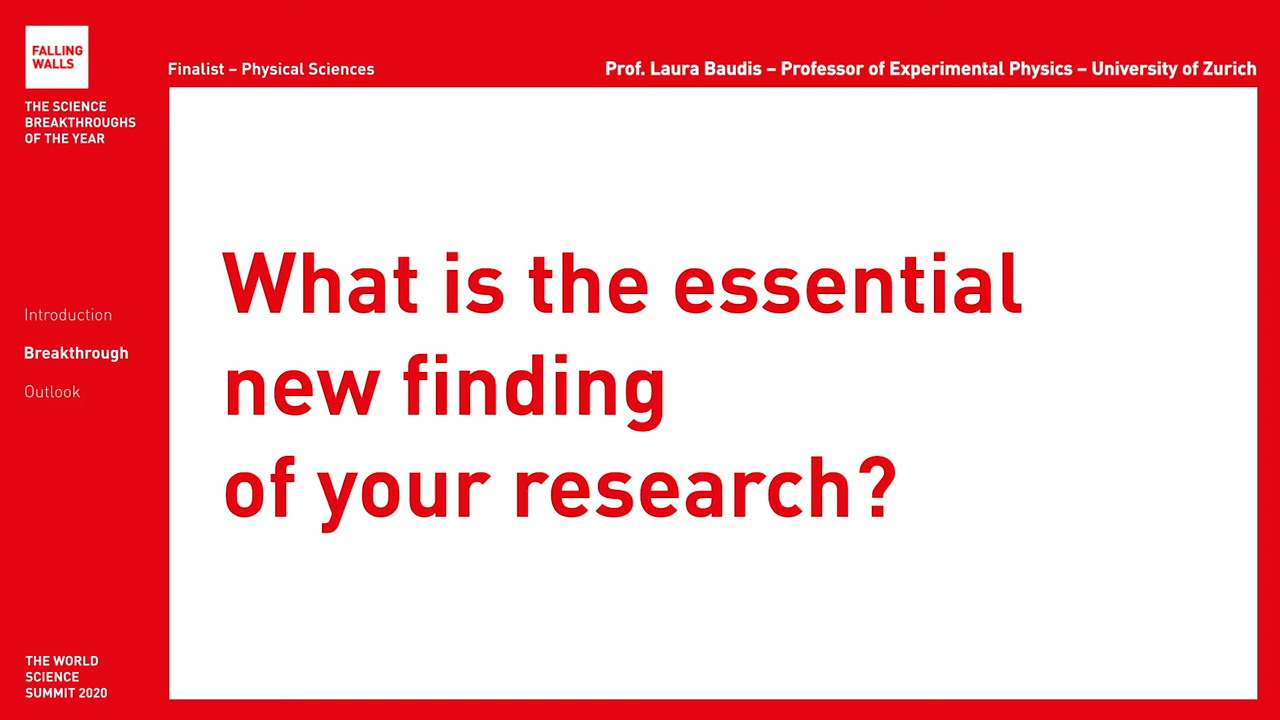 FALLING
WALLS
THE SCIENCE
BREAKTHROUGHS
OF THE YEAR
Finalist – Physical Sciences
Prof. Laura Baudis – Professor of Experimental Physics – University of Zurich
Introduction
Breakthrough
Outlook
What is the essential
new finding
of your research?
THE WORLD
SCIENCE
SUMMIT 2020